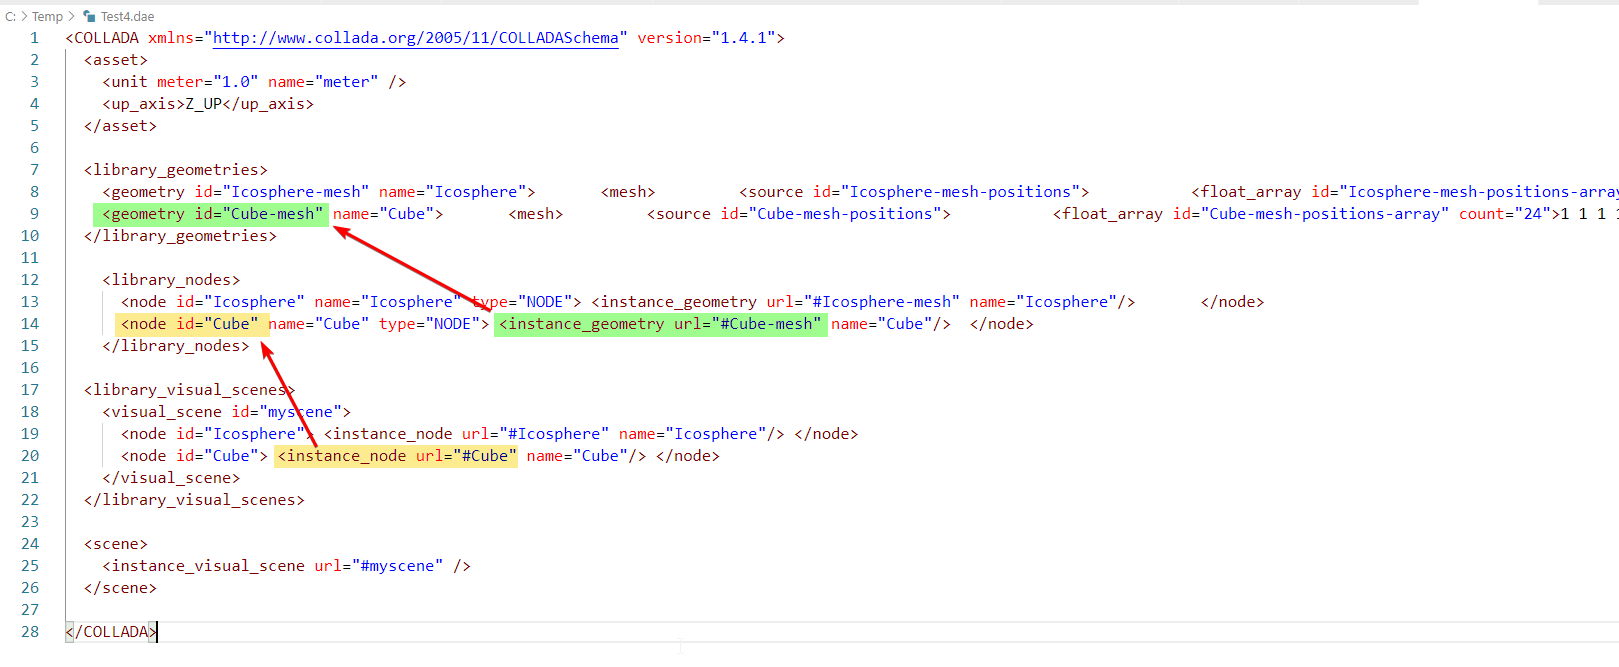 C: > Temp > Test4.dae
1 <COLLADA xmlns="http://www.collada.org/2005/11/COLLADASchema" version="1.4.1">
2 <asset>
3 <unit meter="1.0" name="meter" />
4 <up_axis>Z_UP</up_axis>
5 </asset>
6
7 <library_geometries>
8 <geometry id="Icosphere-mesh" name="Icosphere"> <mesh> <source id="Icosphere-mesh-positions"> <float_array id="Icosphere-mesh-positions-array
9 <geometry id="Cube-mesh" name="Cube"> <mesh> <source id="Cube-mesh-positions"> <float_array id="Cube-mesh-positions-array" count="24">1 1 1 1
10 </library_geometries>
11
12 <library_nodes>
13 <node id="Icosphere" name="Icosphere" type="NODE"> <instance_geometry url="#Icosphere-mesh" name="Icosphere"/> </node>
14 <node id="Cube" name="Cube" type="NODE"> <instance_geometry url="#Cube-mesh" name="Cube"/> </node>
15 </library_nodes>
16
17 <library_visual_scenes>
18 <visual_scene id="myscene">
19 <node id="Icosphere"> <instance_node url="#Icosphere" name="Icosphere"/> </node>
20 <node id="Cube"> <instance_node url="#Cube" name="Cube"/> </node>
21 </visual_scene>
22 </library_visual_scenes>
23
24 <scene>
25 <instance_visual_scene url="#myscene" />
26 </scene>
27
28 </COLLADA>